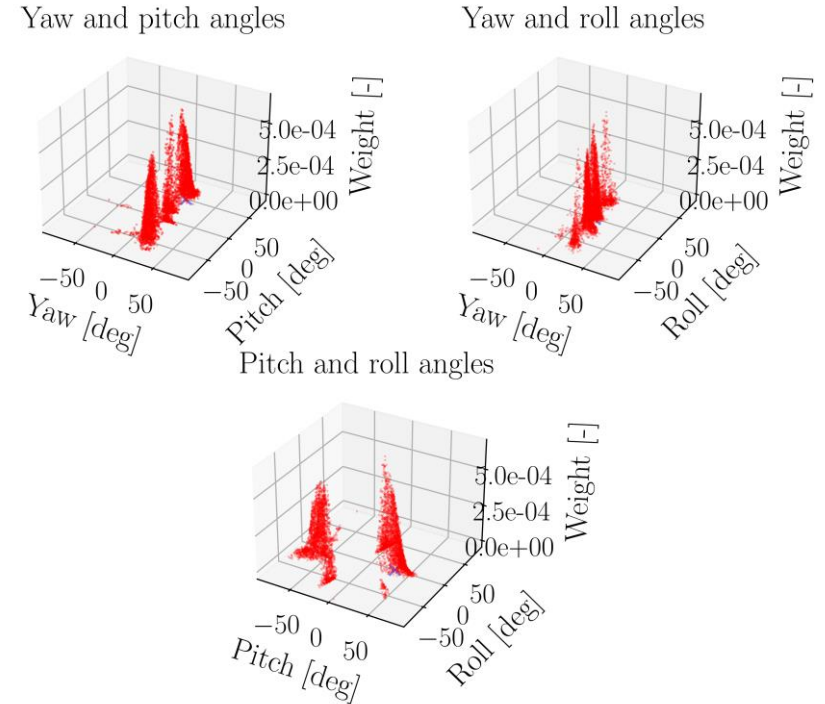 Yaw and pitch angles
Weight [-]
5.0e-04
2.5e-04
0.0e+00
50
0
−50
Pitch [deg]
−50 0 50
Yaw [deg]
Yaw and roll angles
Weight [-]
5.0e-04
2.5e-04
0.0e+00
50
0
−50
Roll [deg]
−50 0 50
Yaw [deg]
Pitch and roll angles
Weight [-]
5.0e-04
2.5e-04
0.0e+00
50
0
−50
Roll [deg]
−50 0 50
Pitch [deg]